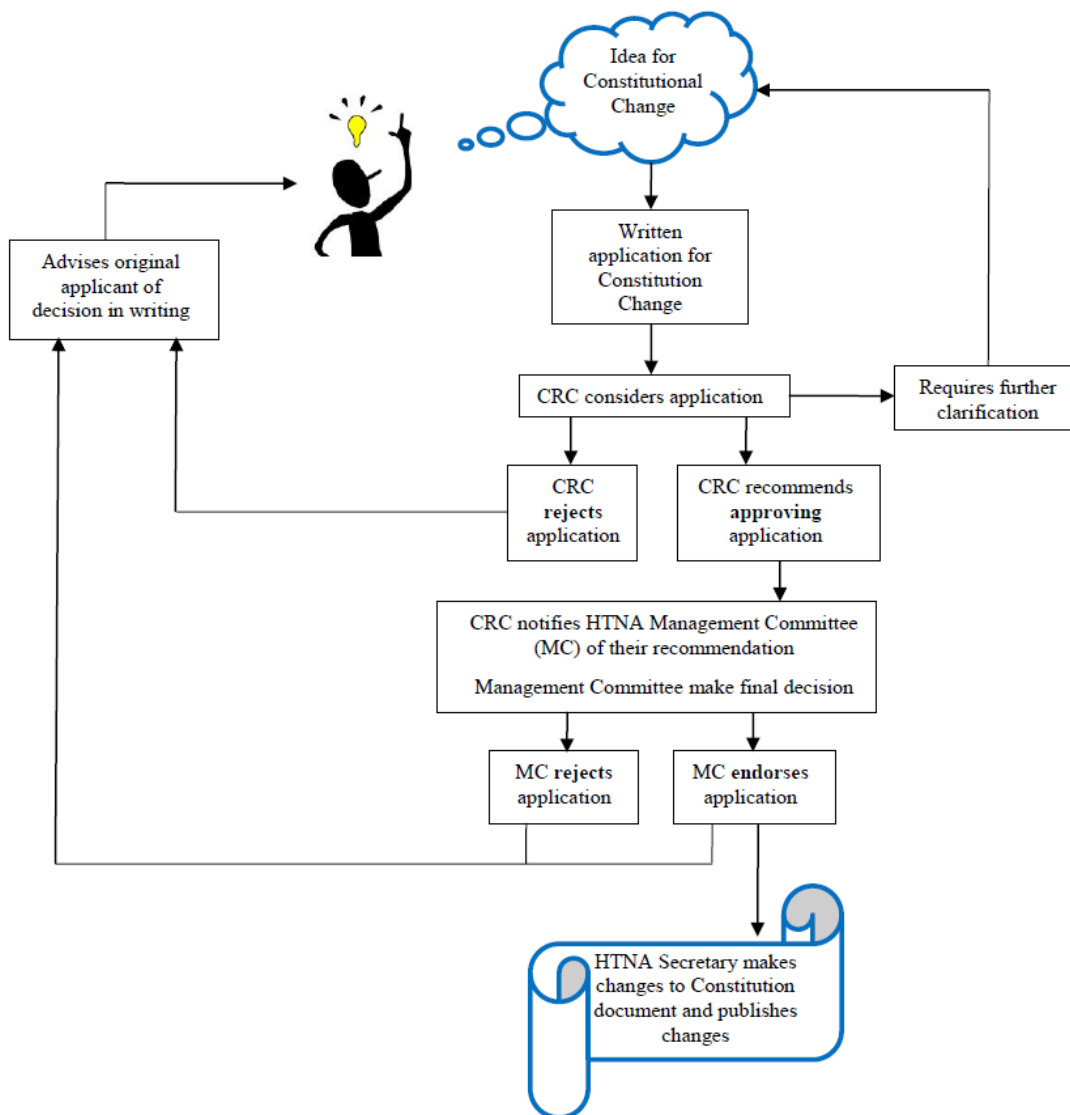 Idea for
Constitutional
Change
Written
application for
Constitution
Change
Advises original
applicant of
decision in writing
CRC considers application
Requires further
clarification
CRC
rejects
application
CRC recommends
approving
application
CRC notifies HTNA Management Committee
(MC) of their recommendation
Management Committee make final decision
MC rejects
application
MC endorses
application
HTNA Secretary makes
changes to Constitution
document and publishes
changes